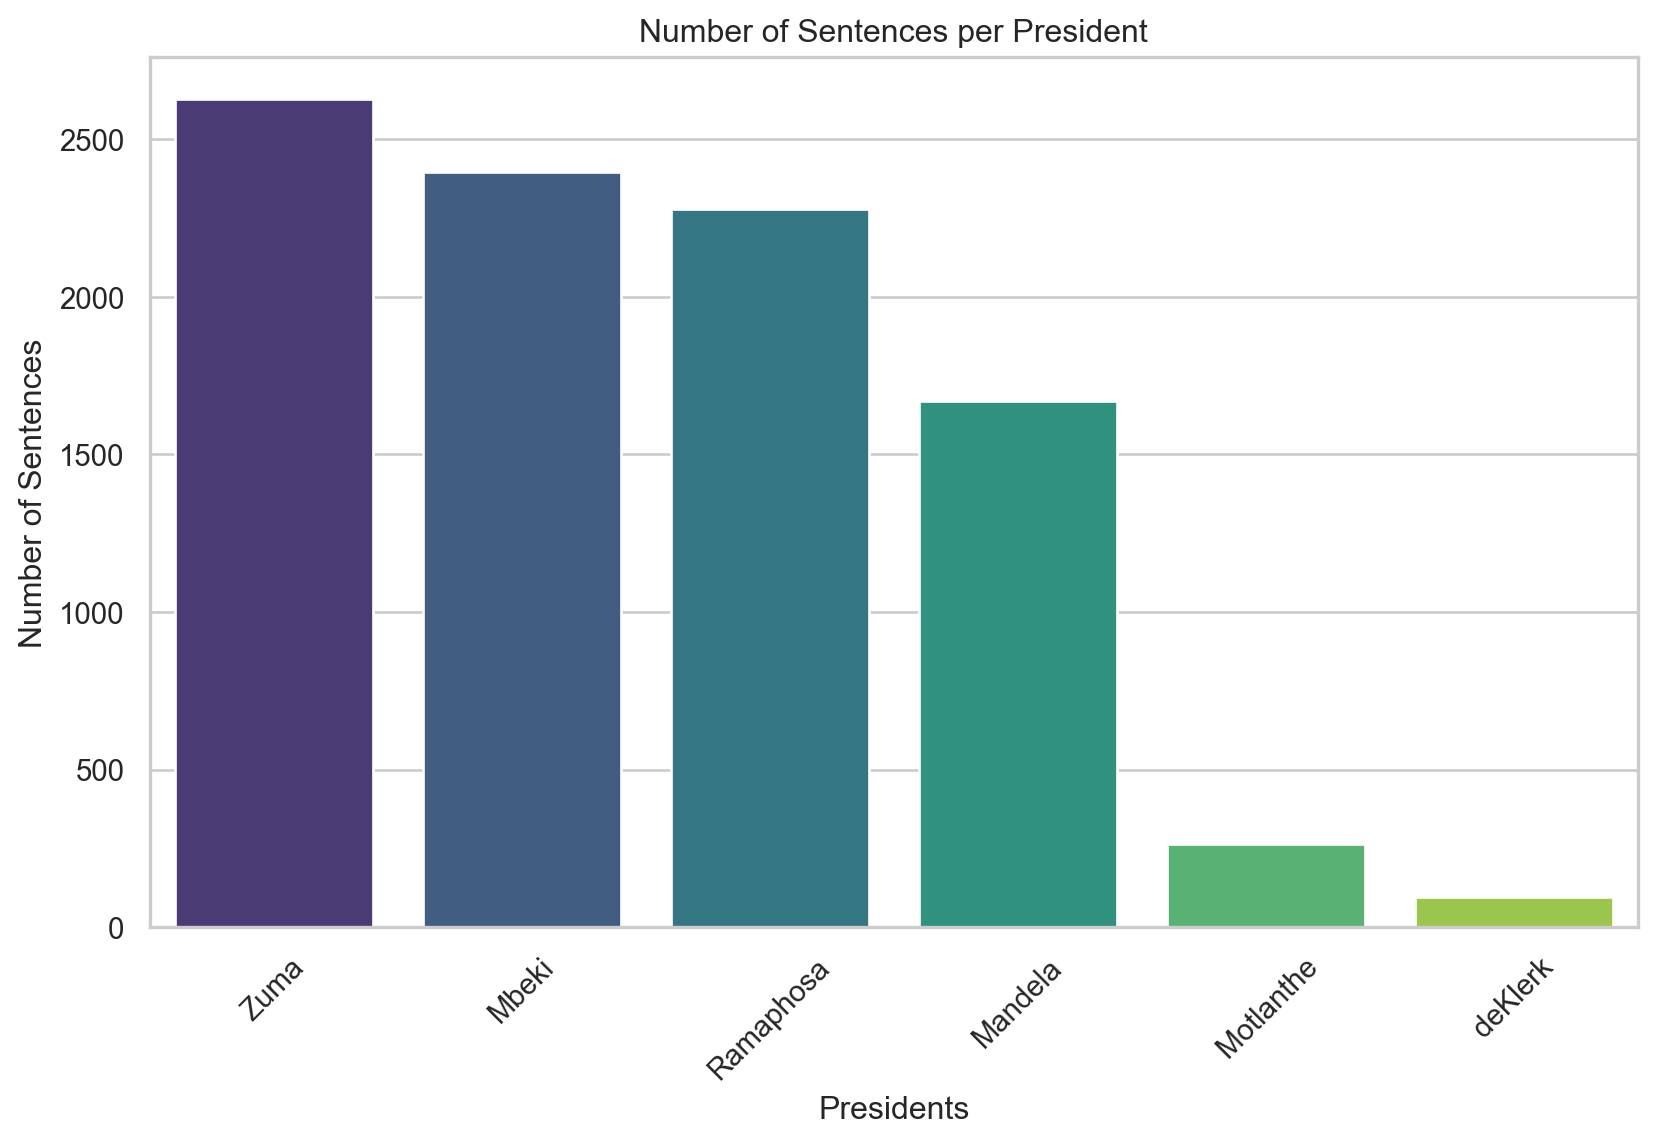 Number of Sentences per President
Number of Sentences
2500
2000
1500
1000
500
0
Zuma
Mbeki
Ramaphosa
Mandela
Motlanthe
deKlerk
Presidents